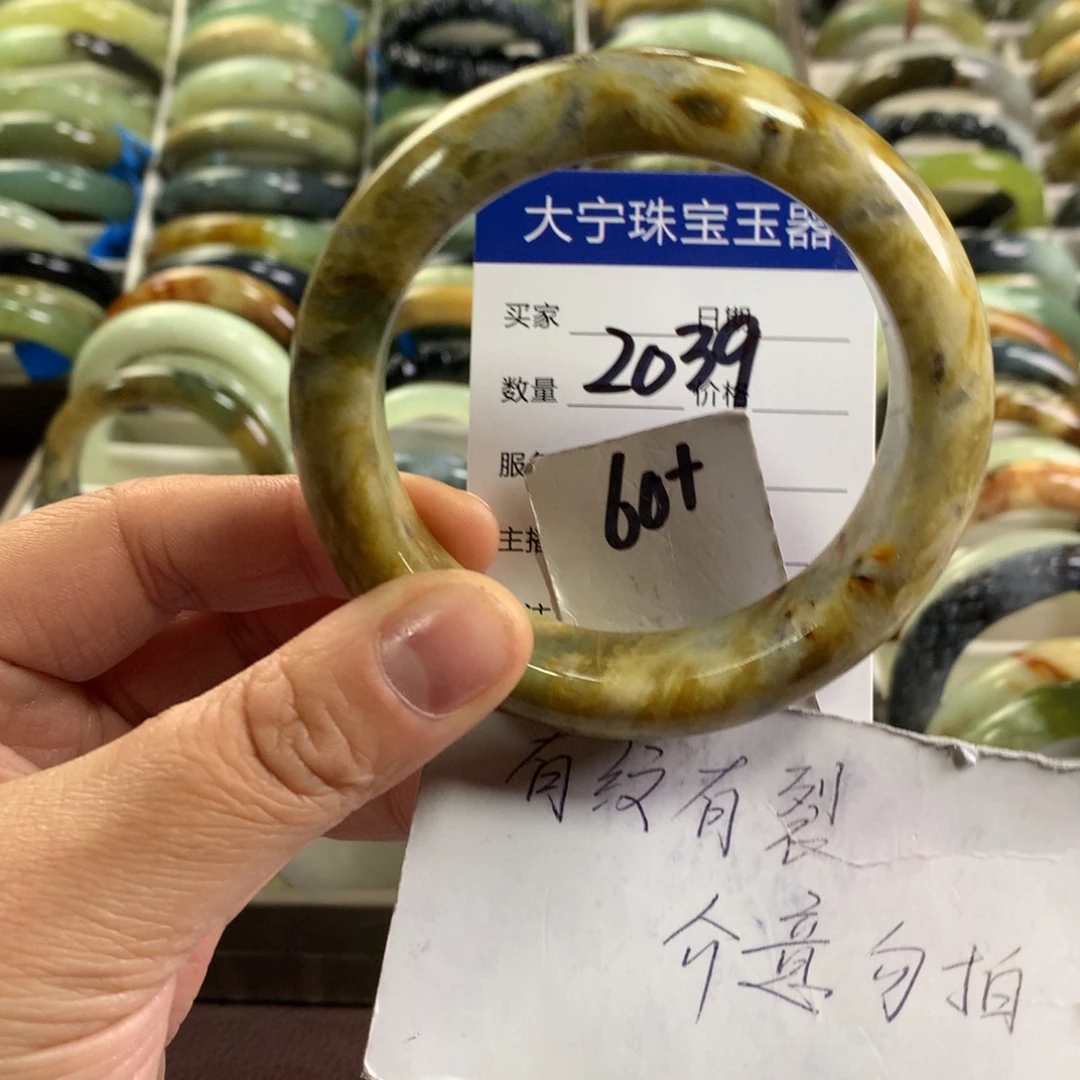 大宁珠宝玉器
买家 日期
2039
数量 价格
60+
主播
有纹有裂
介意勿拍